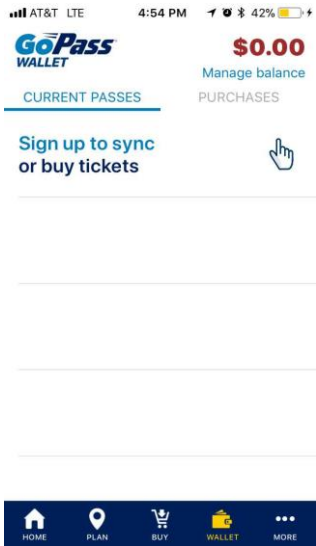 AT&T LTE 4:54 PM 42%
GoPass
WALLET
$0.00
Manage balance
CURRENT PASSES PURCHASES
Sign up to sync
or buy tickets
HOME PLAN BUY WALLET MORE